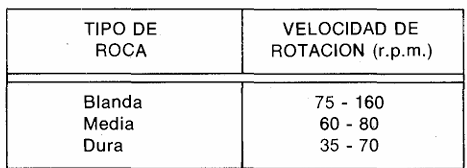 TIPO DE ROCA VELOCIDAD DE ROTACION (r.p.m.)
Blanda 75 - 160
Media 60 - 80
Dura 35 - 70